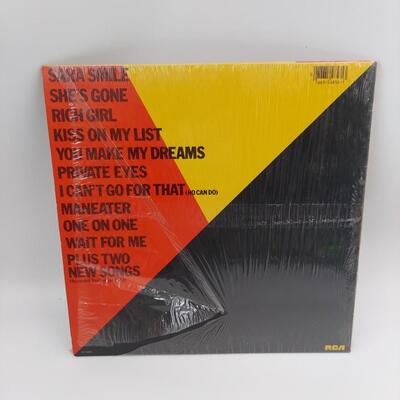 SARA SMILE
SHE'S GONE
RICH GIRL
KISS ON MY LIST
YOU MAKE MY DREAMS
PRIVATE EYES
I CAN'T GO FOR THAT (NO CAN DO)
MANEATER
ONE ON ONE
WAIT FOR ME
PLUS TWO
NEW SONGS
RCA